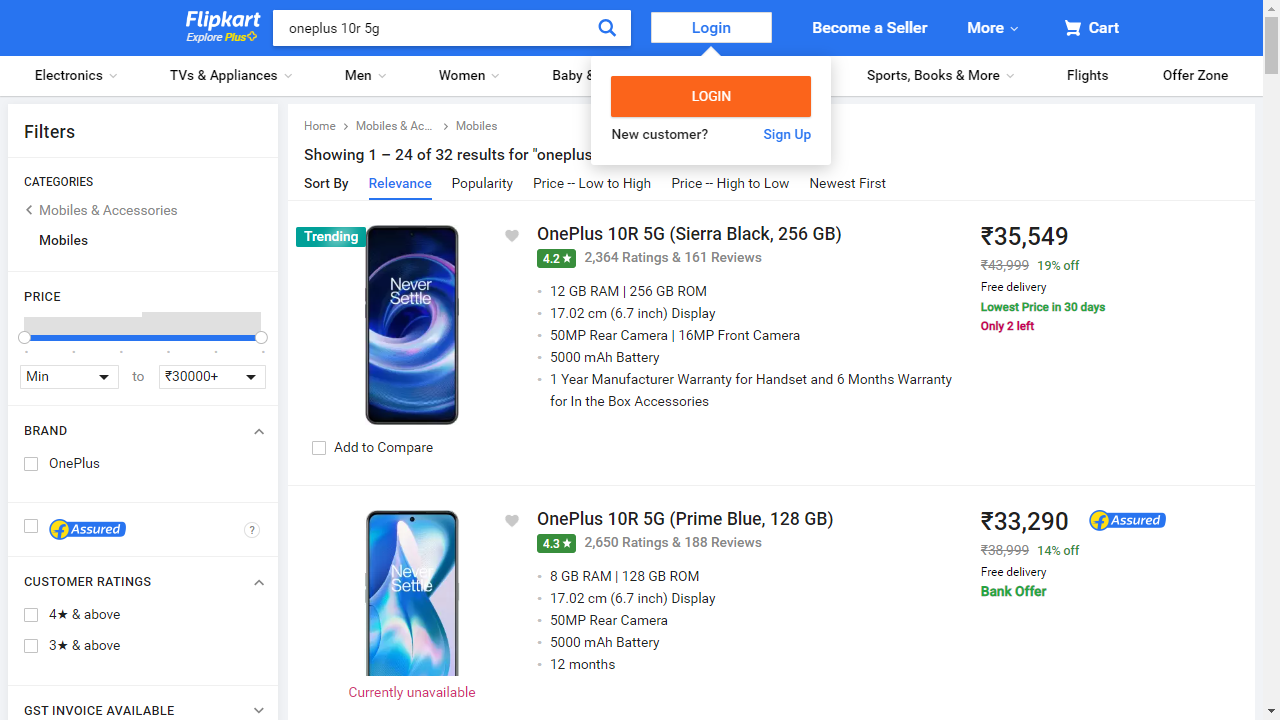 Flipkart
Explore Plus
oneplus 10r 5g
Login
Become a Seller
More
Cart
Electronics
TVs & Appliances
Men
Women
Baby &
Sports, Books & More
Flights
Offer Zone
LOGIN
New customer?
Sign Up
Filters
CATEGORIES
Mobiles & Accessories
Mobiles
PRICE
Min
to
₹30000+
BRAND
OnePlus
Assured
?
CUSTOMER RATINGS
4★ & above
3★ & above
GST INVOICE AVAILABLE
Home
Mobiles & Ac...
Mobiles
Showing 1 – 24 of 32 results for "oneplus
Sort By
Relevance
Popularity
Price -- Low to High
Price -- High to Low
Newest First
Trending
Never
Settle
Add to Compare
OnePlus 10R 5G (Sierra Black, 256 GB)
4.2★ 2,364 Ratings & 161 Reviews
12 GB RAM | 256 GB ROM
17.02 cm (6.7 inch) Display
50MP Rear Camera | 16MP Front Camera
5000 mAh Battery
1 Year Manufacturer Warranty for Handset and 6 Months Warranty
for In the Box Accessories
₹35,549
₹43,999 19% off
Free delivery
Lowest Price in 30 days
Only 2 left
Never
Settle
Currently unavailable
OnePlus 10R 5G (Prime Blue, 128 GB)
4.3★ 2,650 Ratings & 188 Reviews
8 GB RAM | 128 GB ROM
17.02 cm (6.7 inch) Display
50MP Rear Camera
5000 mAh Battery
12 months
₹33,290
Assured
₹38,999 14% off
Free delivery
Bank Offer